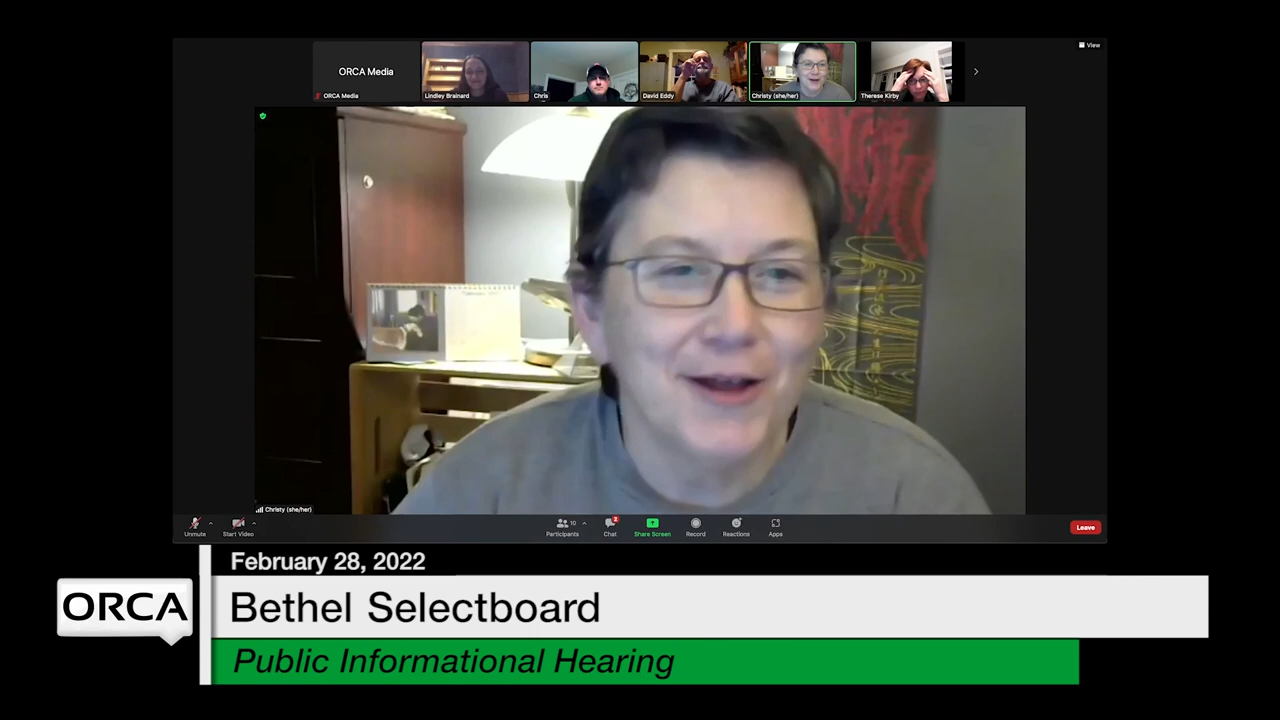 View
ORCA Media
ORCA Media
Lindley Brainard
Chris
David Eddy
Christy (she/her)
Therese Kirby
Christy (she/her)
Unmute
Start Video
Participants
10
Chat
Share Screen
Record
Reactions
Apps
Leave
February 28, 2022
ORCA
Bethel Selectboard
Public Informational Hearing